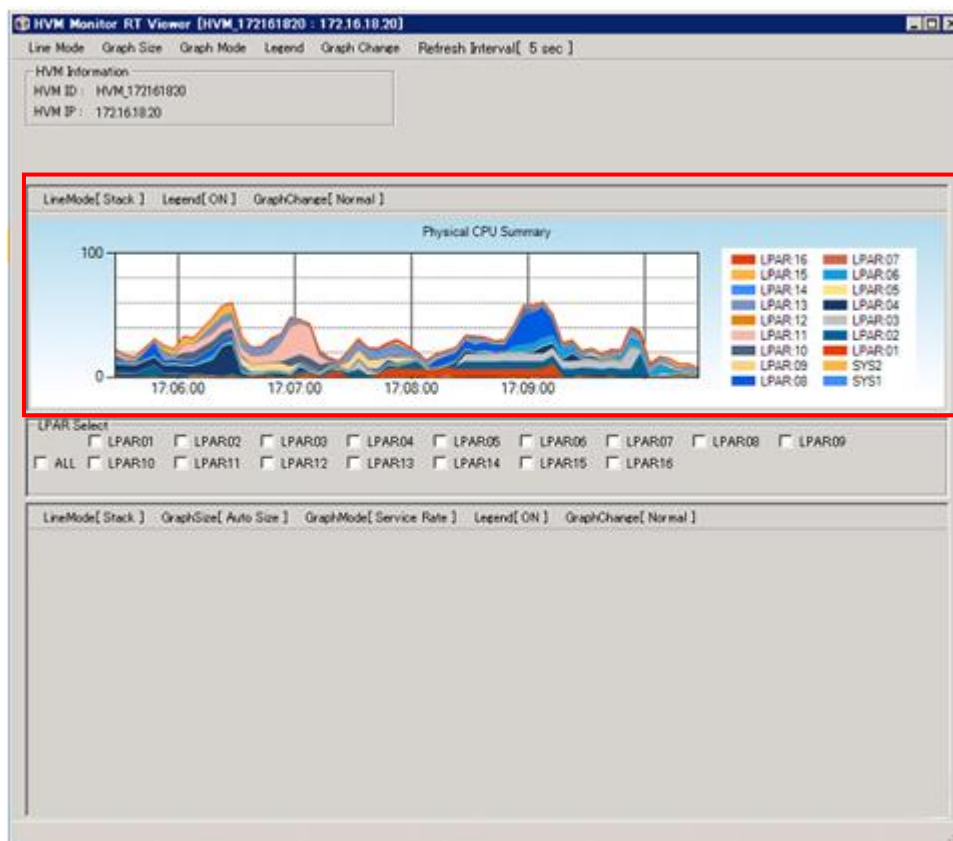 HVM Monitor RT Viewer [HVM_172161820 : 172.16.18.20]
Line Mode Graph Size Graph Mode Legend Graph Change Refresh Interval[ 5 sec ]
HVM Information
HVM ID : HVM_172161820
HVM IP : 172.16.18.20
LineMode[ Stack ] Legend[ ON ] GraphChange[ Normal ]
Physical CPU Summary
100
0
17:06:00 17:07:00 17:08:00 17:09:00
LPAR:16 LPAR:07
LPAR:15 LPAR:06
LPAR:14 LPAR:05
LPAR:13 LPAR:04
LPAR:12 LPAR:03
LPAR:11 LPAR:02
LPAR:10 LPAR:01
LPAR:09 SYS2
LPAR:08 SYS1
LPAR Select
LPAR01 LPAR02 LPAR03 LPAR04 LPAR05 LPAR06 LPAR07 LPAR08 LPAR09
ALL LPAR10 LPAR11 LPAR12 LPAR13 LPAR14 LPAR15 LPAR16
LineMode[ Stack ] GraphSize[ Auto Size ] GraphMode[ Service Rate ] Legend[ ON ] GraphChange[ Normal ]